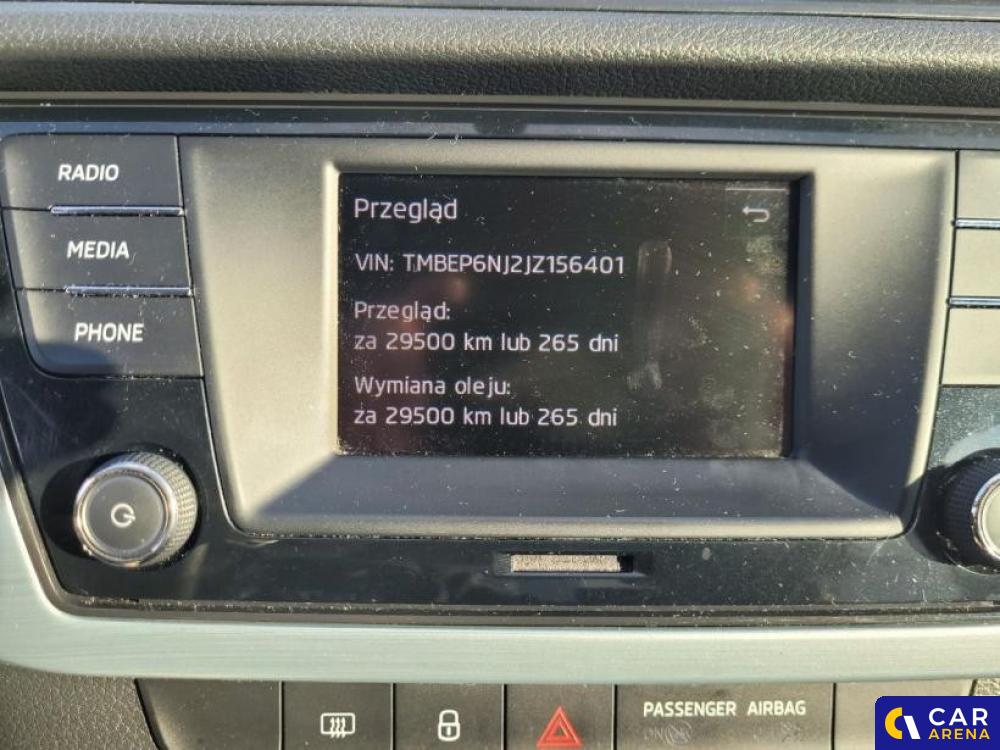 RADIO
MEDIA
PHONE
Przegląd
VIN: TMBEP6NJ2JZ156401
Przegląd:
za 29500 km lub 265 dni
Wymiana oleju:
za 29500 km lub 265 dni
PASSENGER AIRBAG
ON
CAR
ARENA